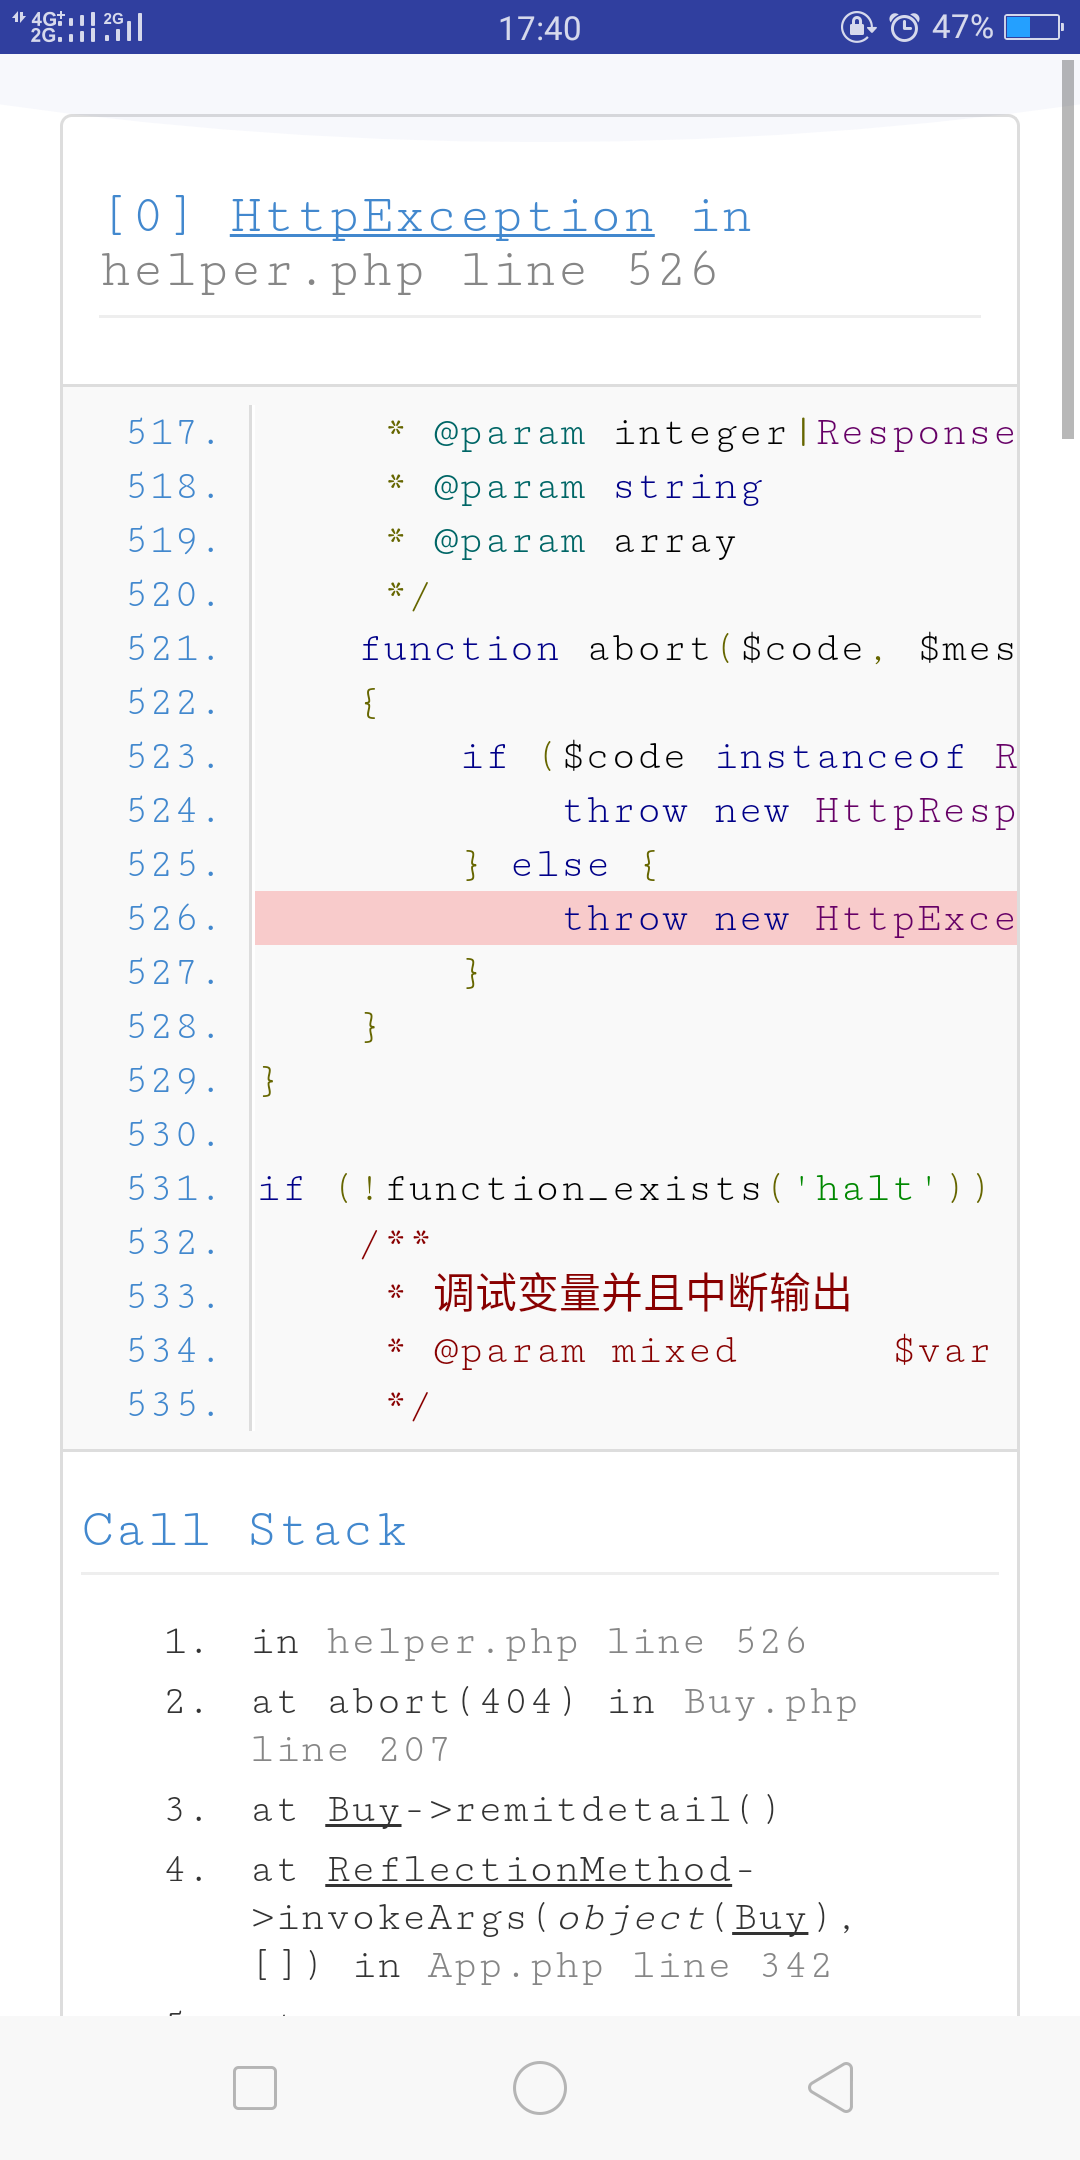 4G+ 2G
2G
17:40
47%
[0] HttpException in
helper.php line 526
517. * @param integer|Response
518. * @param string
519. * @param array
520. */
521. function abort($code, $mes
522. {
523. if ($code instanceof R
524. throw new HttpResp
525. } else {
526. throw new HttpExce
527. }
528. }
529. }
530.
531. if (!function_exists('halt'))
532. /**
533. * 调试变量并且中断输出
534. * @param mixed $var
535. */
Call Stack
1. in helper.php line 526
2. at abort(404) in Buy.php
line 207
3. at Buy->remitdetail()
4. at ReflectionMethod-
>invokeArgs(object(Buy),
[]) in App.php line 342